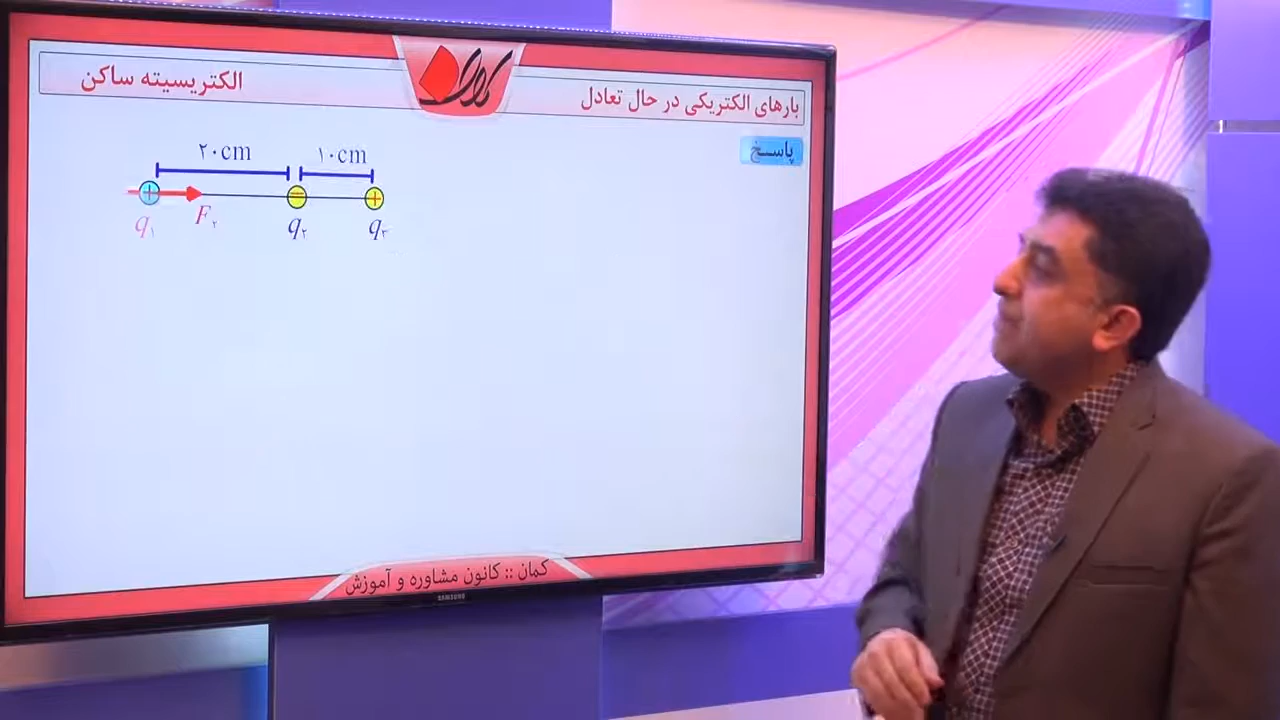 بارهای الکتریکی در حال تعادل
الکتریسیته ساکن
پاسخ
۲۰cm ۱۰cm
+ − +
F۲
q۱ q۲ q۳
کمان :: کانون مشاوره و آموزش
SAMSUNG